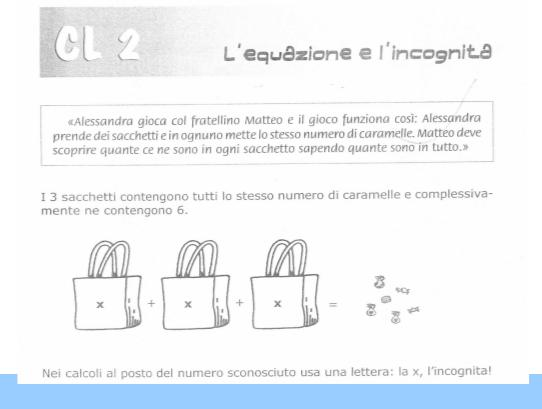 CL 2
L'equazione e l'incognita
«Alessandra gioca col fratellino Matteo e il gioco funziona così: Alessandra
prende dei sacchetti e in ognuno mette lo stesso numero di caramelle. Matteo deve
scoprire quante ce ne sono in ogni sacchetto sapendo quante sono in tutto.»
I 3 sacchetti contengono tutti lo stesso numero di caramelle e complessiva-
mente ne contengono 6.
x + x + x =
Nei calcoli al posto del numero sconosciuto usa una lettera: la x, l'incognita!